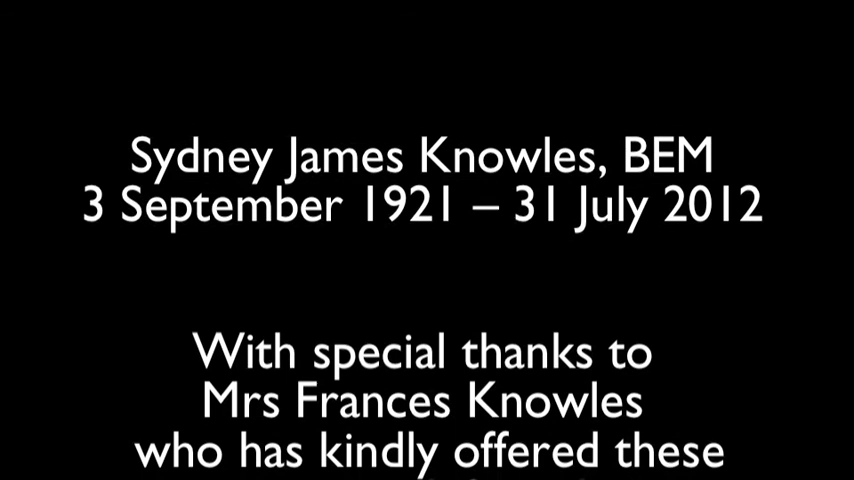 Sydney James Knowles, BEM
3 September 1921 – 31 July 2012
With special thanks to
Mrs Frances Knowles
who has kindly offered these